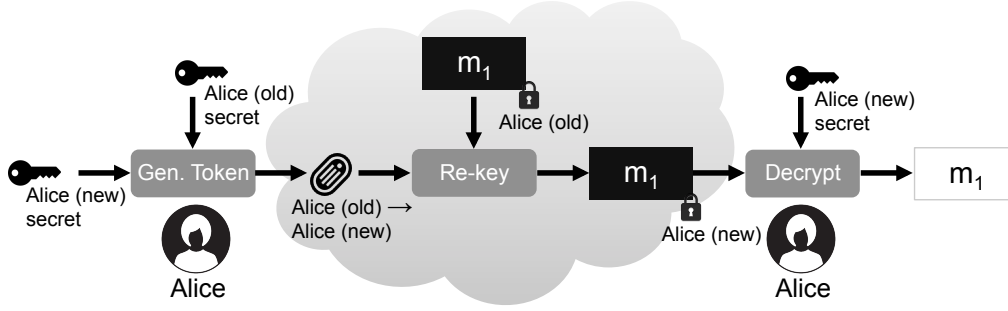 Alice (old)
secret
Alice (new)
secret
Gen. Token
Alice
Alice (old) →
Alice (new)
m₁
Alice (old)
Re-key
m₁
Alice (new)
Alice (new)
secret
Decrypt
Alice
m₁